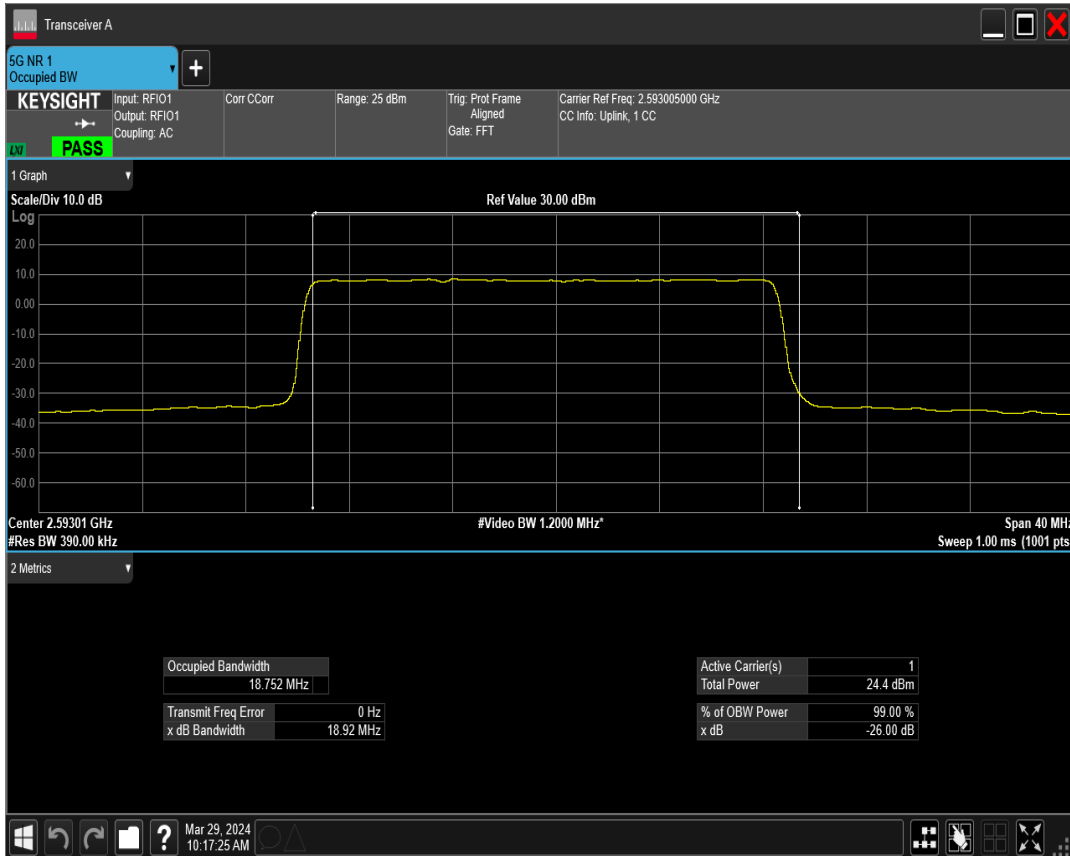 Transceiver A
5G NR 1
Occupied BW
+
KEYSIGHT
LXI
PASS
Input: RFIO1
Output: RFIO1
Coupling: AC
Corr CCorr
Range: 25 dBm
Trig: Prot Frame
Aligned
Gate: FFT
Carrier Ref Freq: 2.593005000 GHz
CC Info: Uplink, 1 CC
1 Graph
Scale/Div 10.0 dB
Ref Value 30.00 dBm
Log
20.0
10.0
0.00
-10.0
-20.0
-30.0
-40.0
-50.0
-60.0
Center 2.59301 GHz
#Video BW 1.2000 MHz*
Span 40 MHz
#Res BW 390.00 kHz
Sweep 1.00 ms (1001 pts
2 Metrics
Occupied Bandwidth
18.752 MHz
Transmit Freq Error 0 Hz
x dB Bandwidth 18.92 MHz
Active Carrier(s) 1
Total Power 24.4 dBm
% of OBW Power 99.00 %
x dB -26.00 dB
?
Mar 29, 2024
10:17:25 AM